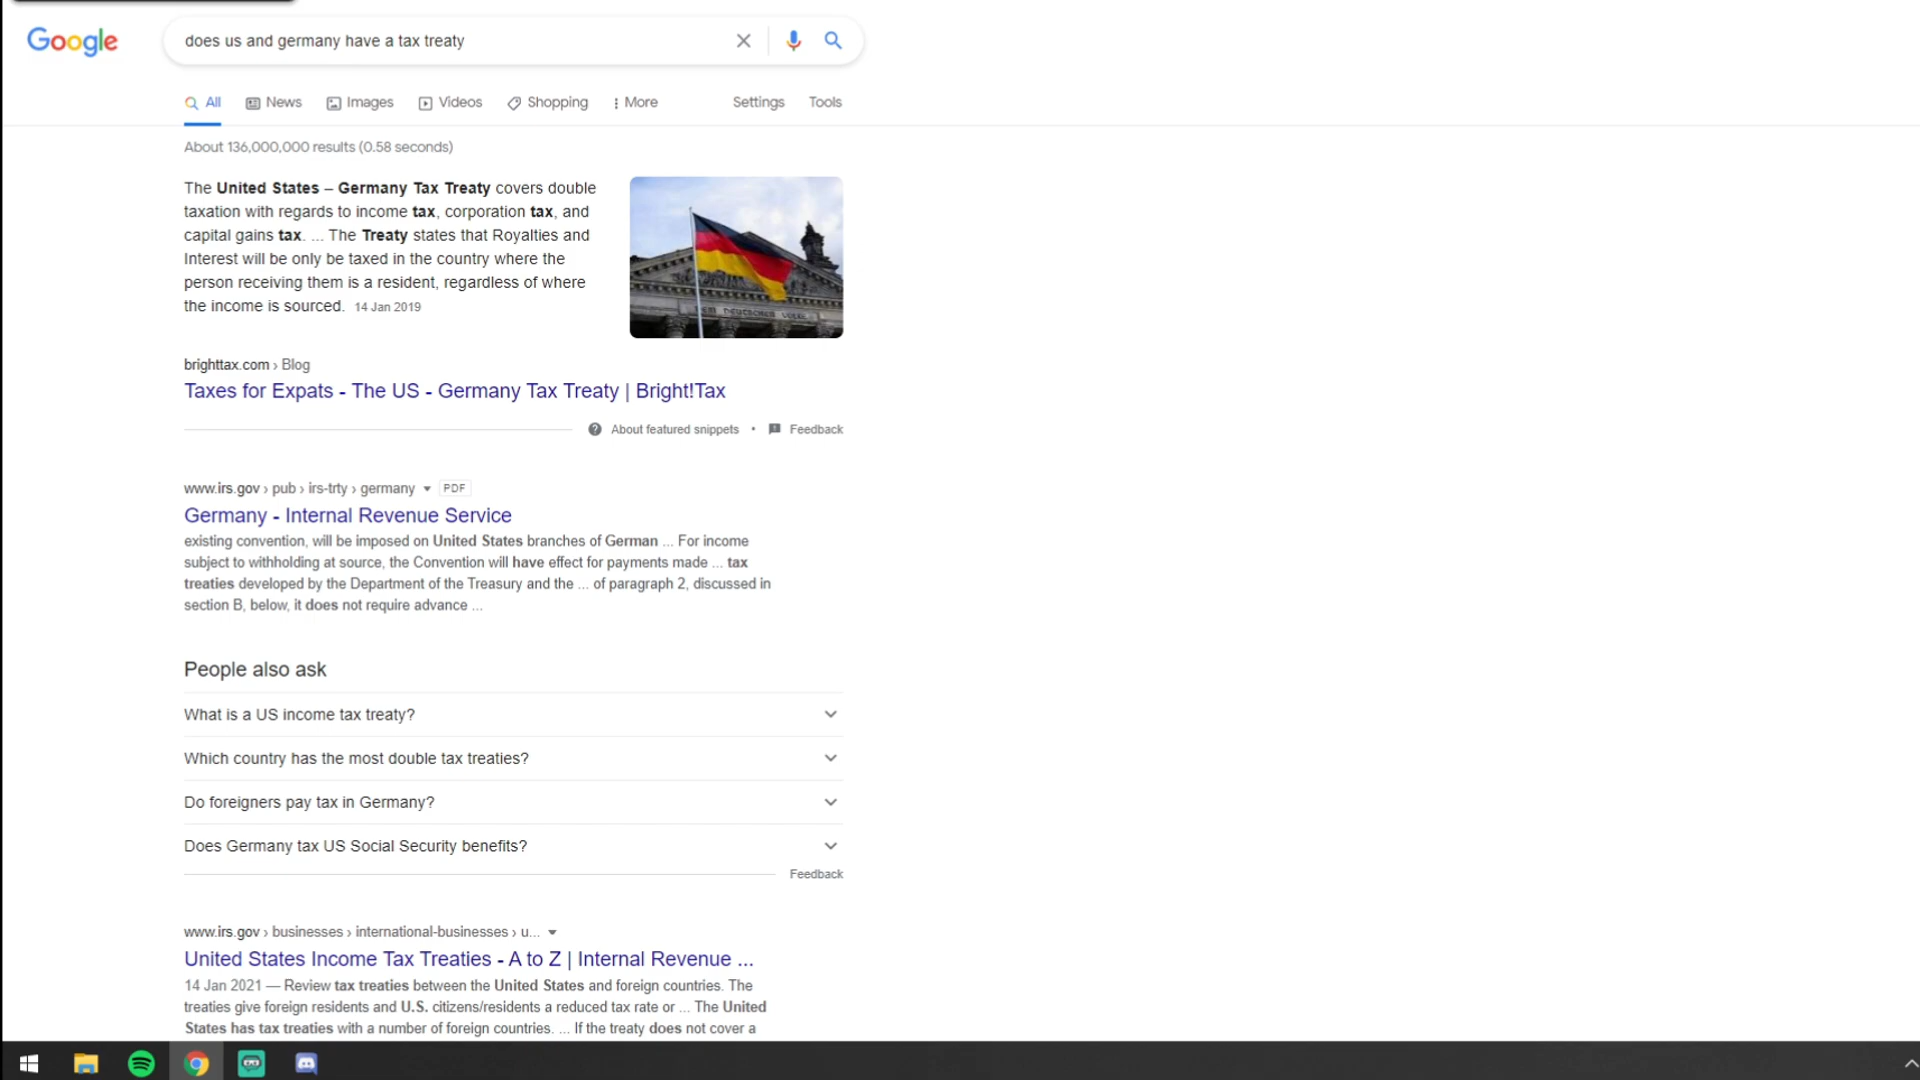 Google
does us and germany have a tax treaty
All News Images Videos Shopping More Settings Tools
About 136,000,000 results (0.58 seconds)
The United States – Germany Tax Treaty covers double
taxation with regards to income tax, corporation tax, and
capital gains tax. ... The Treaty states that Royalties and
Interest will be only be taxed in the country where the
person receiving them is a resident, regardless of where
the income is sourced. 14 Jan 2019
DEM DEUTSCHEN VOLKE
brighttax.com › Blog
Taxes for Expats - The US - Germany Tax Treaty | Bright!Tax
About featured snippets • Feedback
www.irs.gov › pub › irs-trty › germany PDF
Germany - Internal Revenue Service
existing convention, will be imposed on United States branches of German ... For income
subject to withholding at source, the Convention will have effect for payments made ... tax
treaties developed by the Department of the Treasury and the ... of paragraph 2, discussed in
section B, below, it does not require advance ...
People also ask
What is a US income tax treaty?
Which country has the most double tax treaties?
Do foreigners pay tax in Germany?
Does Germany tax US Social Security benefits?
Feedback
www.irs.gov › businesses › international-businesses › u...
United States Income Tax Treaties - A to Z | Internal Revenue ...
14 Jan 2021 — Review tax treaties between the United States and foreign countries. The
treaties give foreign residents and U.S. citizens/residents a reduced tax rate or ... The United
States has tax treaties with a number of foreign countries. ... If the treaty does not cover a